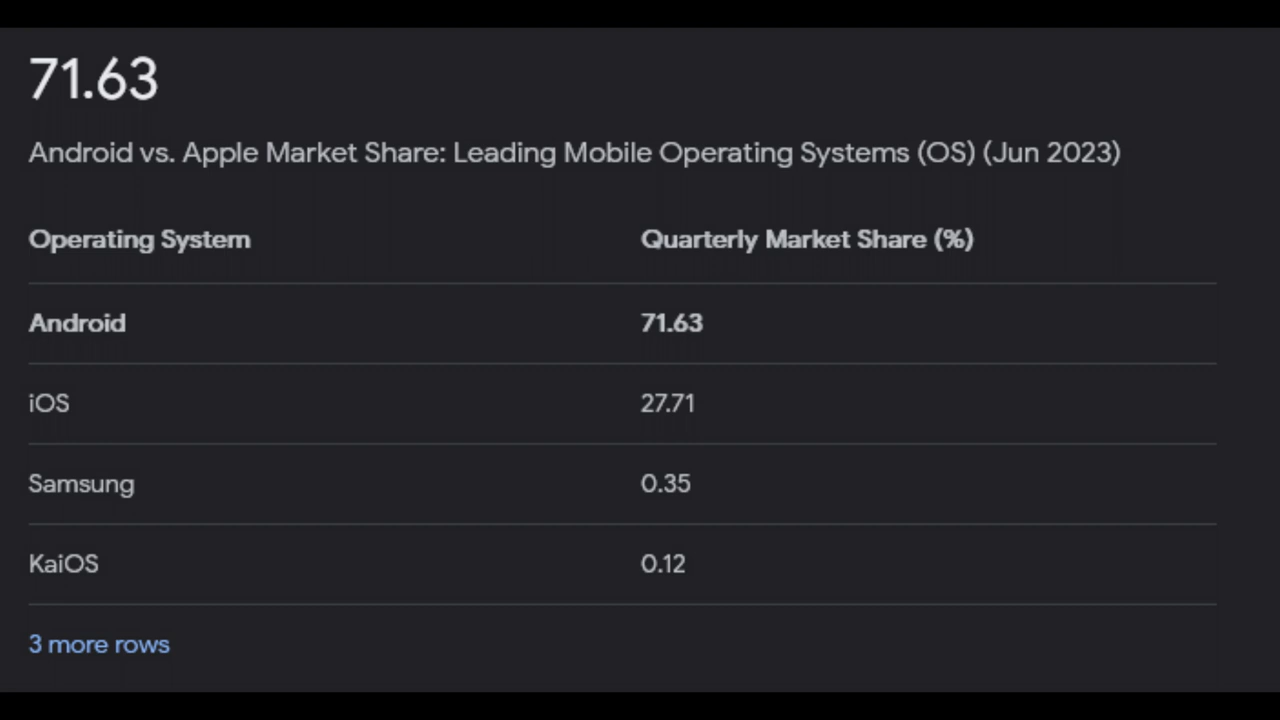 71.63
Android vs. Apple Market Share: Leading Mobile Operating Systems (OS) (Jun 2023)
Operating System Quarterly Market Share (%)
Android 71.63
iOS 27.71
Samsung 0.35
KaiOS 0.12
3 more rows